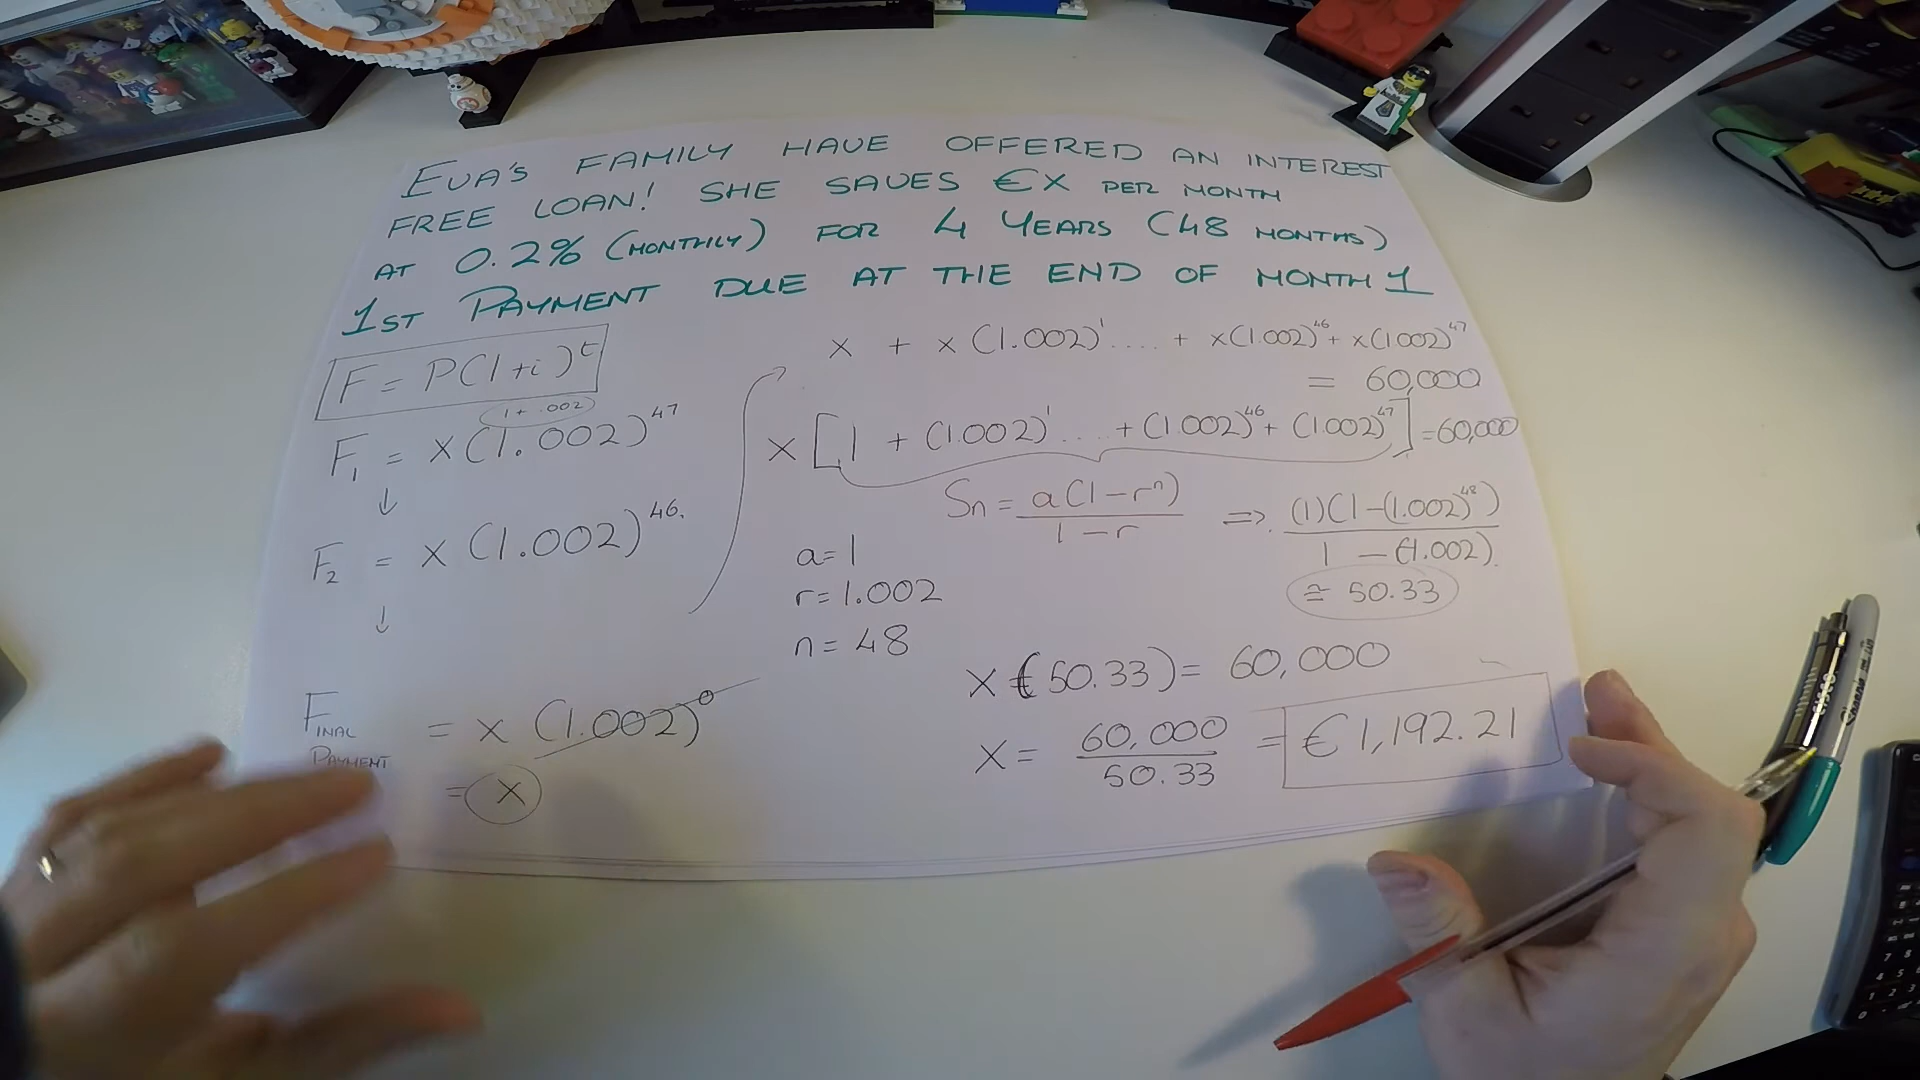 EVA'S FAMILY HAVE OFFERED AN INTEREST
FREE LOAN! SHE SAVES €X PER MONTH
AT 0.2% (MONTHLY) FOR 4 YEARS (48 MONTHS)
1ST PAYMENT DUE AT THE END OF MONTH 1
F = P(1+i)^t
1+.002
F₁ = x(1.002)^47
↓
F₂ = x(1.002)^46.
↓
FINAL PAYMENT = x(1.002)^0
= x
x + x(1.002)^1 .... + x(1.002)^46 + x(1.002)^47
= 60,000
x[1 + (1.002)^1 .... + (1.002)^46 + (1.002)^47] = 60,000
Sn = a(1-r^n) / 1-r => (1)(1-(1.002)^48) / 1-(1.002)
≅ 50.33
a=1
r=1.002
n=48
x(50.33) = 60,000
x = 60,000 / 50.33 = €1,192.21
Sharpie